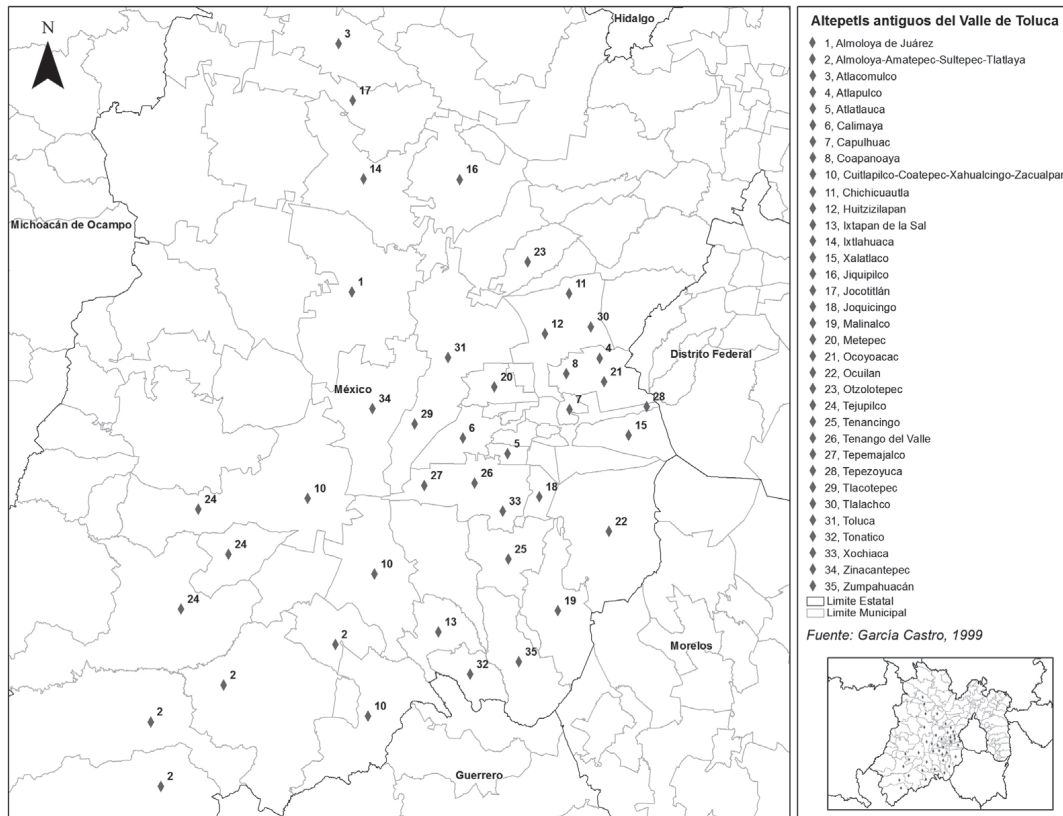 N
Hidalgo
3
17
14
16
Michoacán de Ocampo
23
11
1
30
12
31
4
Distrito Federal
8
21
20
México
28
7
34
29
15
6
5
27
26
18
10
33
24
22
24
25
10
24
19
13
2
Morelos
35
32
2
10
2
Guerrero
2
Altepetls antiguos del Valle de Toluca
1, Almoloya de Juárez
2, Almoloya-Amatepec-Sultepec-Tlatlaya
3, Atlacomulco
4, Atlapulco
5, Atlatlauca
6, Calimaya
7, Capulhuac
8, Coapanoaya
10, Cuitlapilco-Coatepec-Xahualcingo-Zacualpan
11, Chichicuautla
12, Huitzizilapan
13, Ixtapan de la Sal
14, Ixtlahuaca
15, Xalatlaco
16, Jiquipilco
17, Jocotitlán
18, Joquicingo
19, Malinalco
20, Metepec
21, Ocoyoacac
22, Ocuilan
23, Otzolotepec
24, Tejupilco
25, Tenancingo
26, Tenango del Valle
27, Tepemajalco
28, Tepezoyuca
29, Tlacotepec
30, Tlalachco
31, Toluca
32, Tonatico
33, Xochiaca
34, Zinacantepec
35, Zumpahuacán
Limite Estatal
Limite Municipal
Fuente: García Castro, 1999